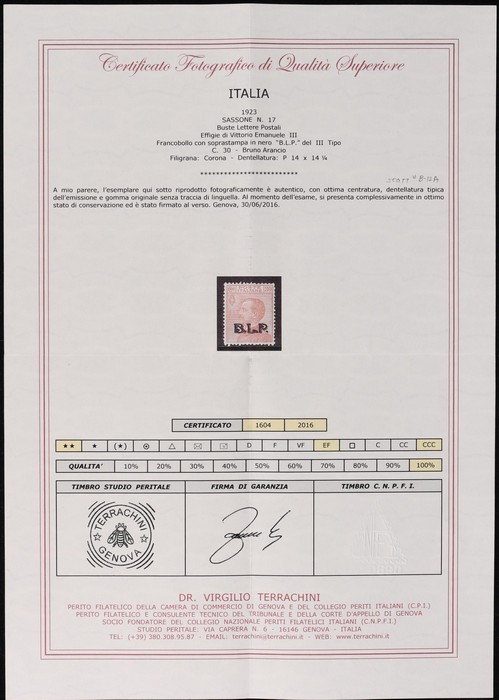 Certificato Fotografico di Qualità Superiore
ITALIA
1923
SASSONE N. 17
Buste Lettere Postali
Effigie di Vittorio Emanuele III
Francobollo con soprastampa in nero "B.L.P." del III Tipo
C. 30 - Bruno Arancio
Filigrana: Corona - Dentellatura: P 14 x 14 ¼
************************
SCOTT # B-12A
A mio parere, l'esemplare qui sotto riprodotto fotograficamente è autentico, con ottima centratura, dentellatura tipica
dell'emissione e gomma originale senza traccia di linguella. Al momento dell'esame, si presenta complessivamente in ottimo
stato di conservazione ed è stato firmato al verso. Genova, 30/06/2016.
B.L.P.
CERTIFICATO 1604 2016
★★ ★ (★) D F VF EF C CC CCC
QUALITA' 10% 20% 30% 40% 50% 60% 70% 80% 90% 100%
TIMBRO STUDIO PERITALE FIRMA DI GARANZIA TIMBRO C. N. P. F. I.
TERRACHINI
GENOVA
DR. VIRGILIO TERRACHINI
PERITO FILATELICO DELLA CAMERA DI COMMERCIO DI GENOVA E DEL COLLEGIO PERITI ITALIANI (C.P.I.)
PERITO FILATELICO E CONSULENTE TECNICO DEL TRIBUNALE E DELLA CORTE D'APPELLO DI GENOVA
SOCIO FONDATORE DEL COLLEGIO NAZIONALE PERITI FILATELICI ITALIANI (C.N.P.F.I.)
STUDIO PERITALE: VIA CAPRERA N. 6 - 16146 GENOVA - ITALIA
TEL: (+39) 380.308.95.87 - EMAIL: terrachini@terrachini.it - WEB: www.terrachini.it